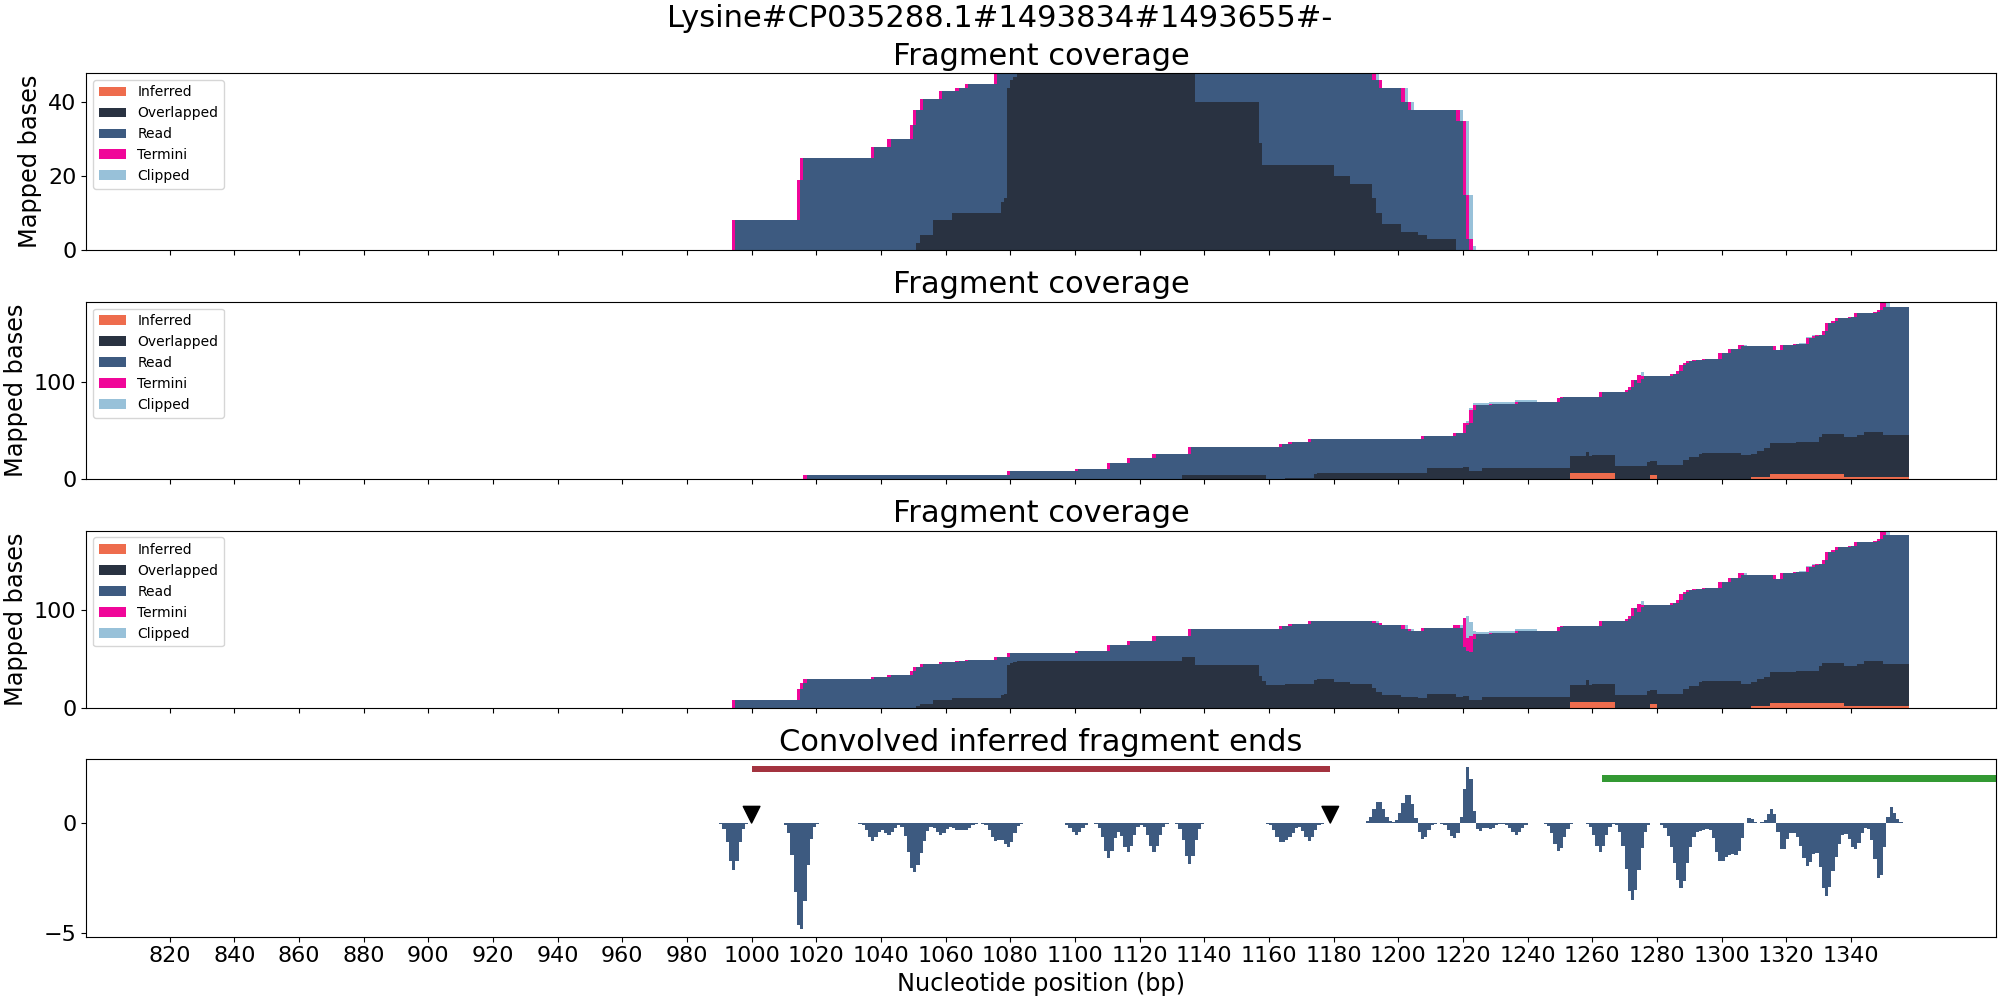 Lysine#CP035288.1#1493834#1493655#-
Fragment coverage
Mapped bases
40
20
0
Inferred
Overlapped
Read
Termini
Clipped
Fragment coverage
Mapped bases
100
0
Inferred
Overlapped
Read
Termini
Clipped
Fragment coverage
Mapped bases
100
0
Inferred
Overlapped
Read
Termini
Clipped
Convolved inferred fragment ends
0
−5
820 840 860 880 900 920 940 960 980 1000 1020 1040 1060 1080 1100 1120 1140 1160 1180 1200 1220 1240 1260 1280 1300 1320 1340
Nucleotide position (bp)